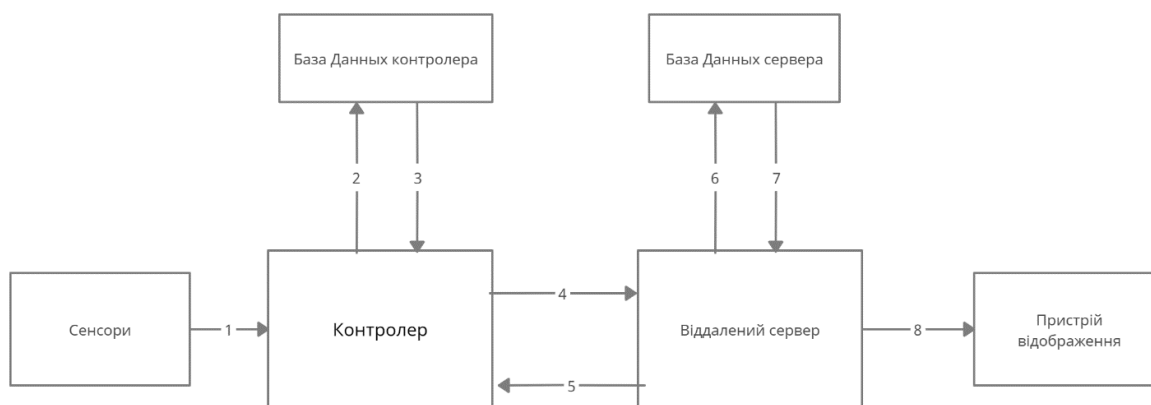 База Данных контролера
База Данных сервера
2
3
6
7
Сенсори
1
Контролер
4
5
Віддалений сервер
8
Пристрій
відображення